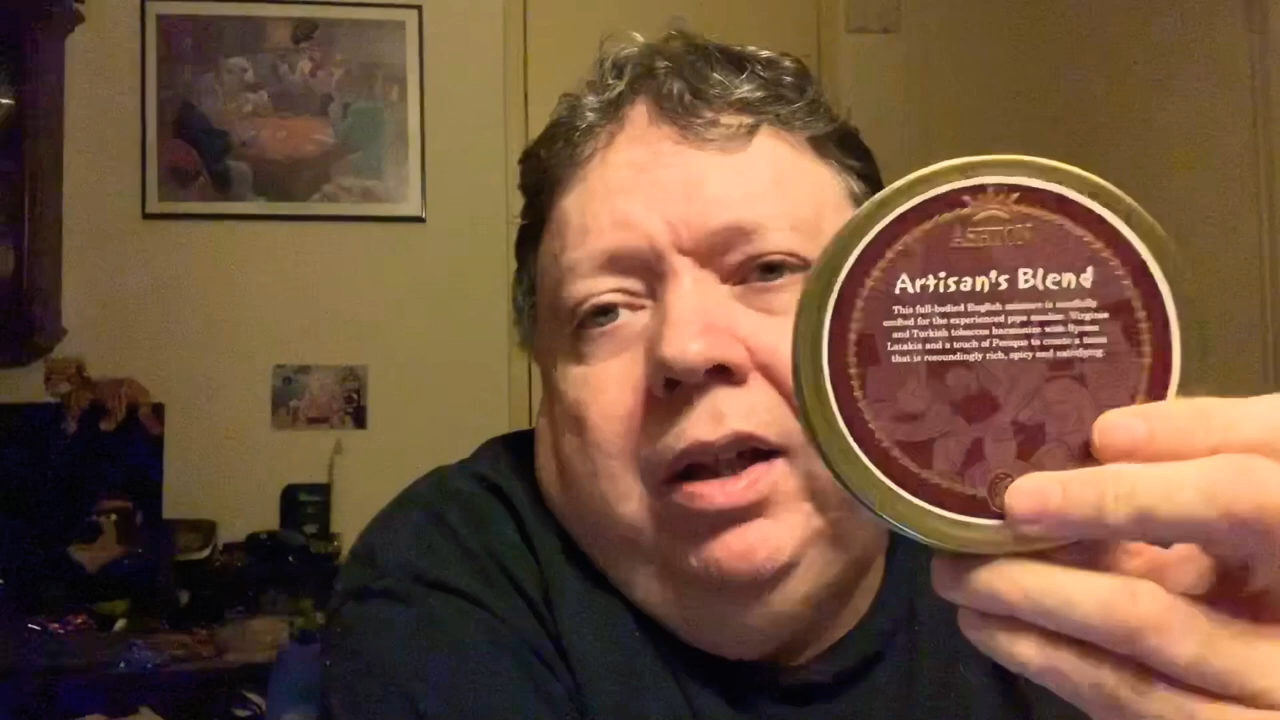 ASHTON
Artisan's Blend
This full-bodied English mixture is carefully
crafted for the experienced pipe smoker. Virginias
and Turkish tobaccos harmonize with Syrian
Latakia and a touch of Perique to create a taste
that is resoundingly rich, spicy and satisfying.